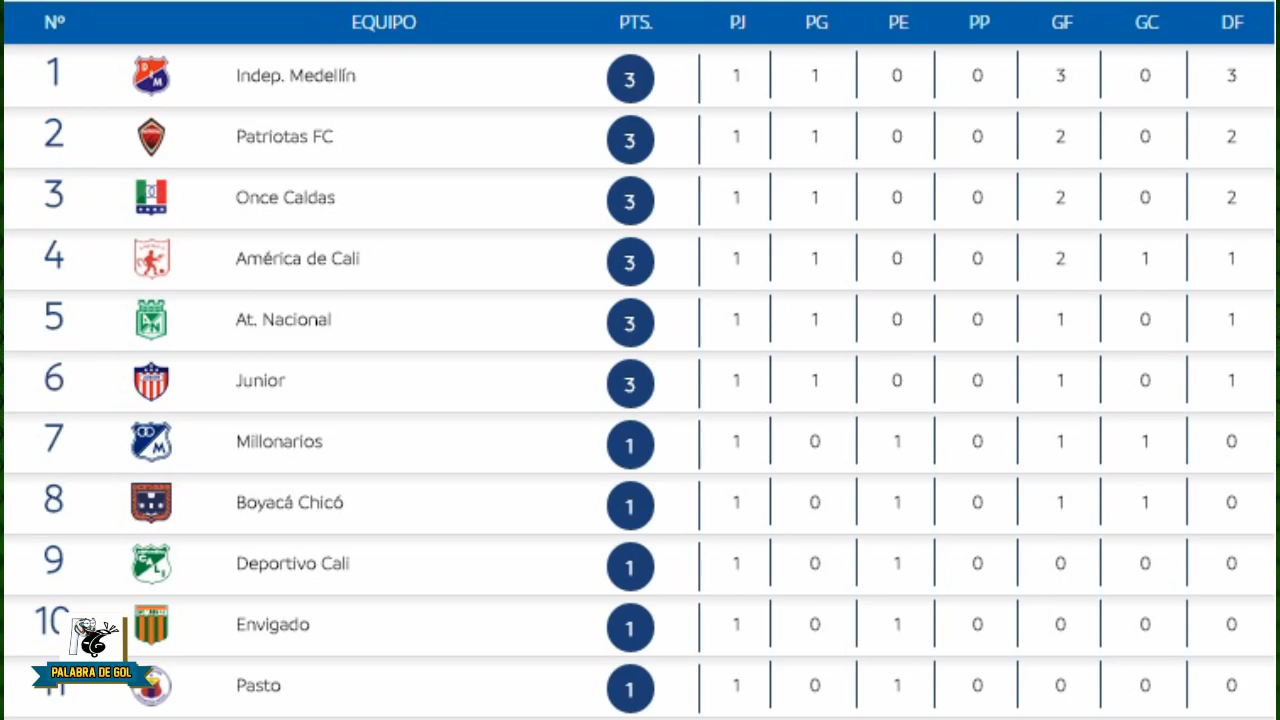 Nº EQUIPO PTS. PJ PG PE PP GF GC DF
1 Indep. Medellín 3 1 1 0 0 3 0 3
2 Patriotas FC 3 1 1 0 0 2 0 2
3 Once Caldas 3 1 1 0 0 2 0 2
4 América de Cali 3 1 1 0 0 2 1 1
5 At. Nacional 3 1 1 0 0 1 0 1
6 Junior 3 1 1 0 0 1 0 1
7 Millonarios 1 1 0 1 0 1 1 0
8 Boyacá Chicó 1 1 0 1 0 1 1 0
9 Deportivo Cali 1 1 0 1 0 0 0 0
10 Envigado 1 1 0 1 0 0 0 0
Pasto 1 1 0 1 0 0 0 0
PALABRA DE GOL